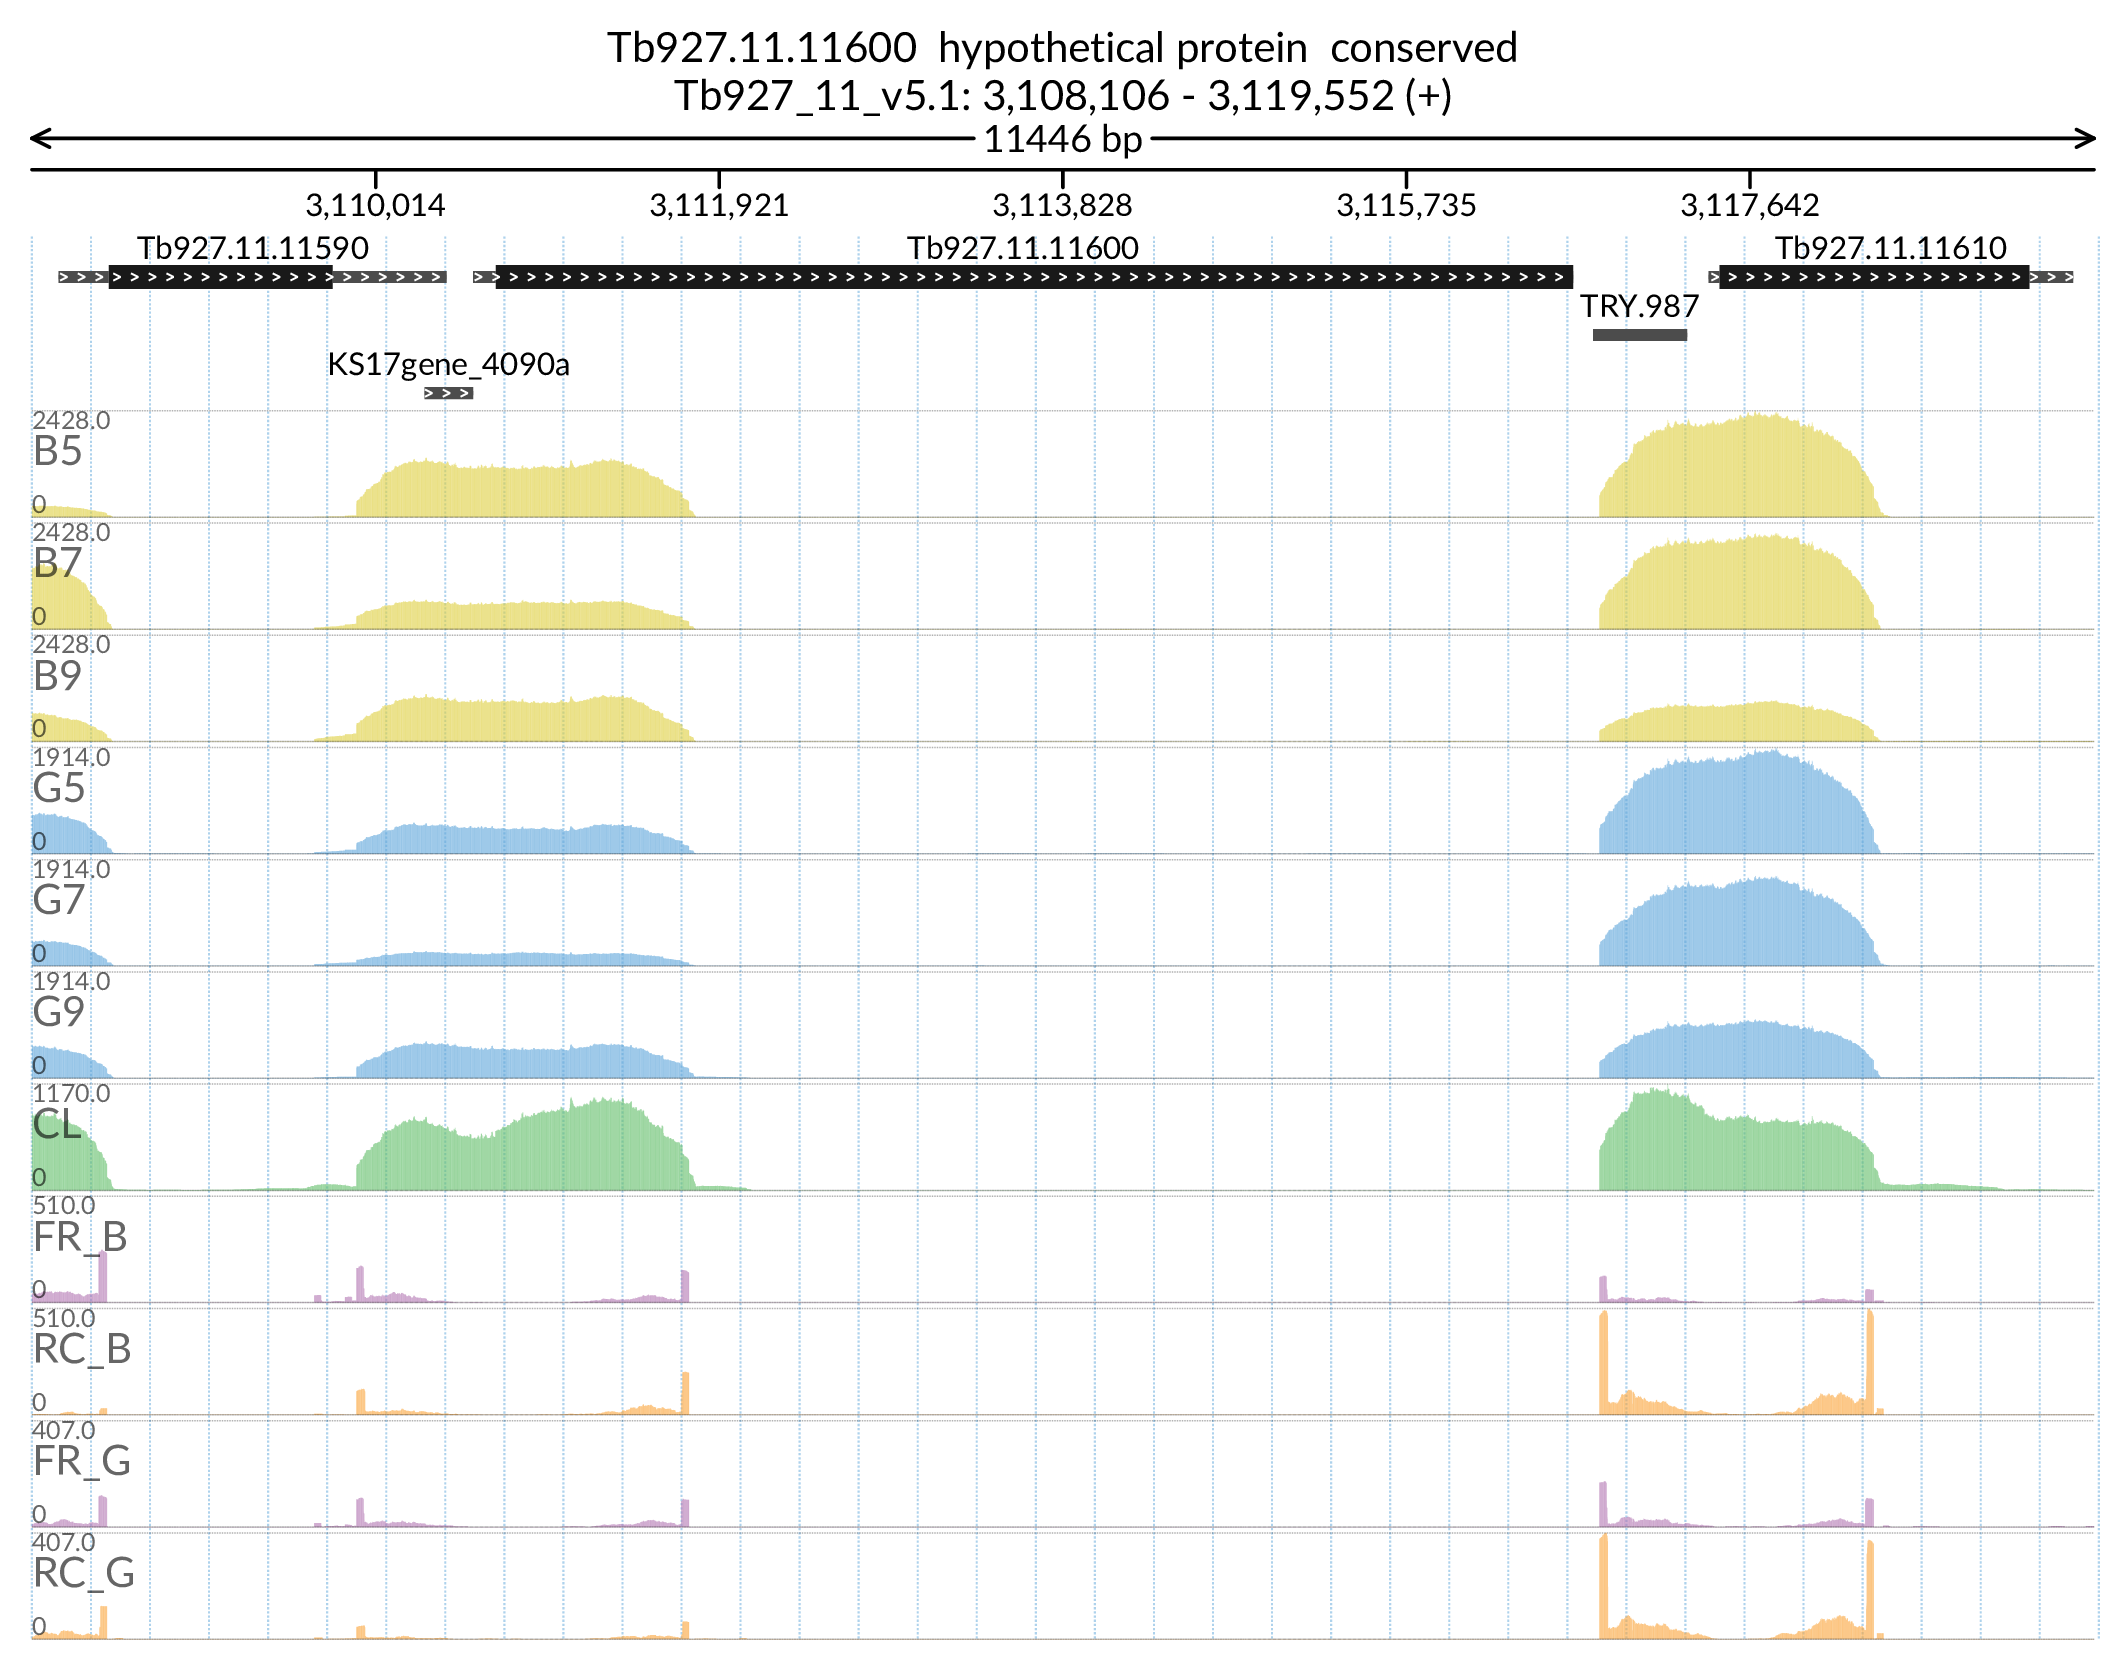 Tb927.11.11600  hypothetical protein  conserved
Tb927_11_v5.1: 3,108,106 - 3,119,552 (+)
11446 bp
3,110,014 3,111,921 3,113,828 3,115,735 3,117,642
Tb927.11.11590 Tb927.11.11600 Tb927.11.11610
TRY.987
KS17gene_4090a
2428.0
B5
0
2428.0
B7
0
2428.0
B9
0
1914.0
G5
0
1914.0
G7
0
1914.0
G9
0
1170.0
CL
0
510.0
FR_B
0
510.0
RC_B
0
407.0
FR_G
0
407.0
RC_G
0